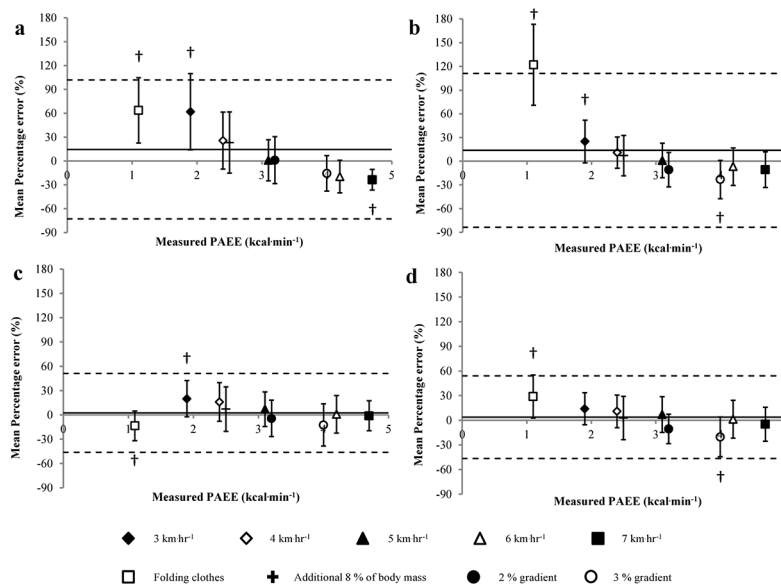 a
180
150
120
90
60
30
0
-30
-60
-90
0 1 2 3 4 5
Mean Percentage error (%)
Measured PAEE (kcal·min⁻¹)
† † †
b
180
150
120
90
60
30
0
-30
-60
-90
0 1 2 3
Mean Percentage error (%)
Measured PAEE (kcal·min⁻¹)
† † †
c
180
150
120
90
60
30
0
-30
-60
-90
0 1 2 3 4 5
Mean Percentage error (%)
Measured PAEE (kcal·min⁻¹)
† †
d
180
150
120
90
60
30
0
-30
-60
-90
0 1 2 3
Mean Percentage error (%)
Measured PAEE (kcal·min⁻¹)
† †
3 km·hr⁻¹ 4 km·hr⁻¹ 5 km·hr⁻¹ 6 km·hr⁻¹ 7 km·hr⁻¹
Folding clothes Additional 8 % of body mass 2 % gradient 3 % gradient